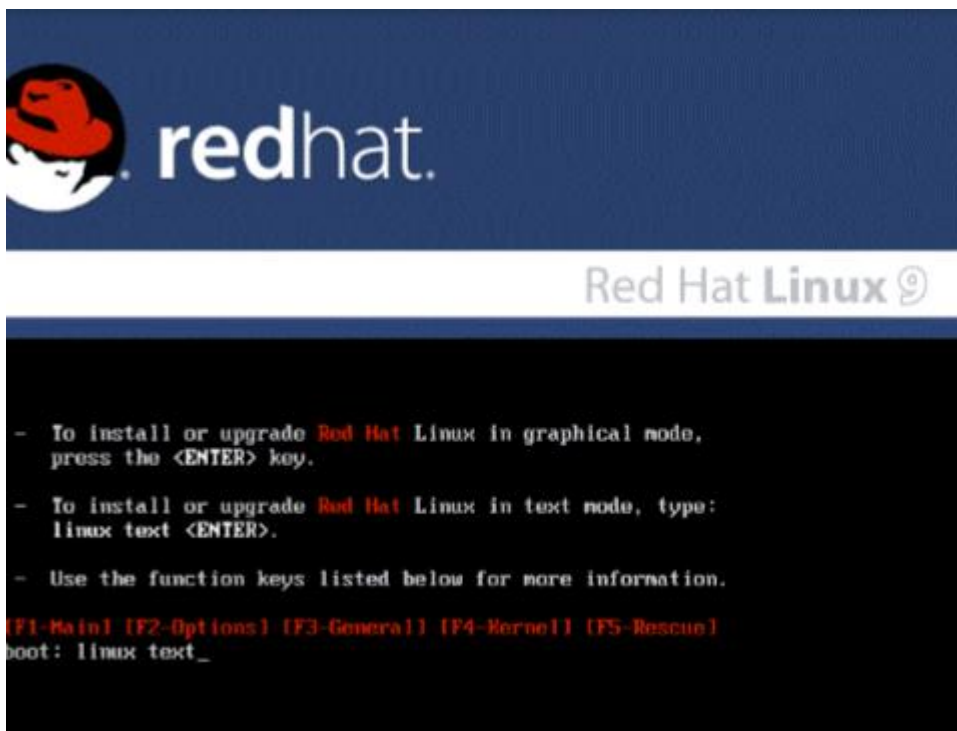 redhat.
Red Hat Linux 9
- To install or upgrade Red Hat Linux in graphical mode,
press the <ENTER> key.
- To install or upgrade Red Hat Linux in text mode, type:
linux text <ENTER>.
- Use the function keys listed below for more information.
[F1-Main] [F2-Options] [F3-General] [F4-Kernel] [F5-Rescue]
boot: linux text_